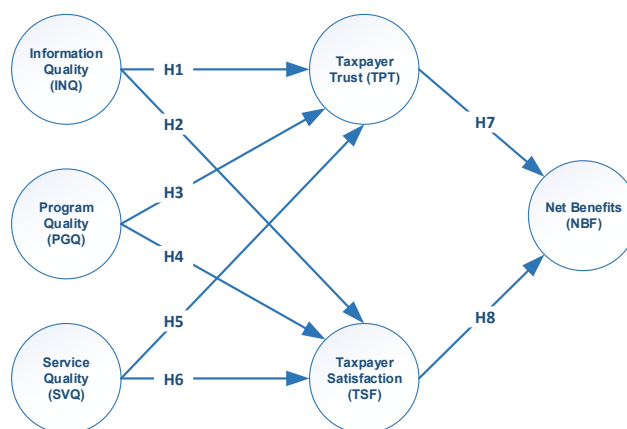 Information
Quality
(INQ)
H1
Taxpayer
Trust (TPT)
H2
H7
H3
Program
Quality
(PGQ)
Net Benefits
(NBF)
H4
H5
H8
Service
Quality
(SVQ)
H6
Taxpayer
Satisfaction
(TSF)